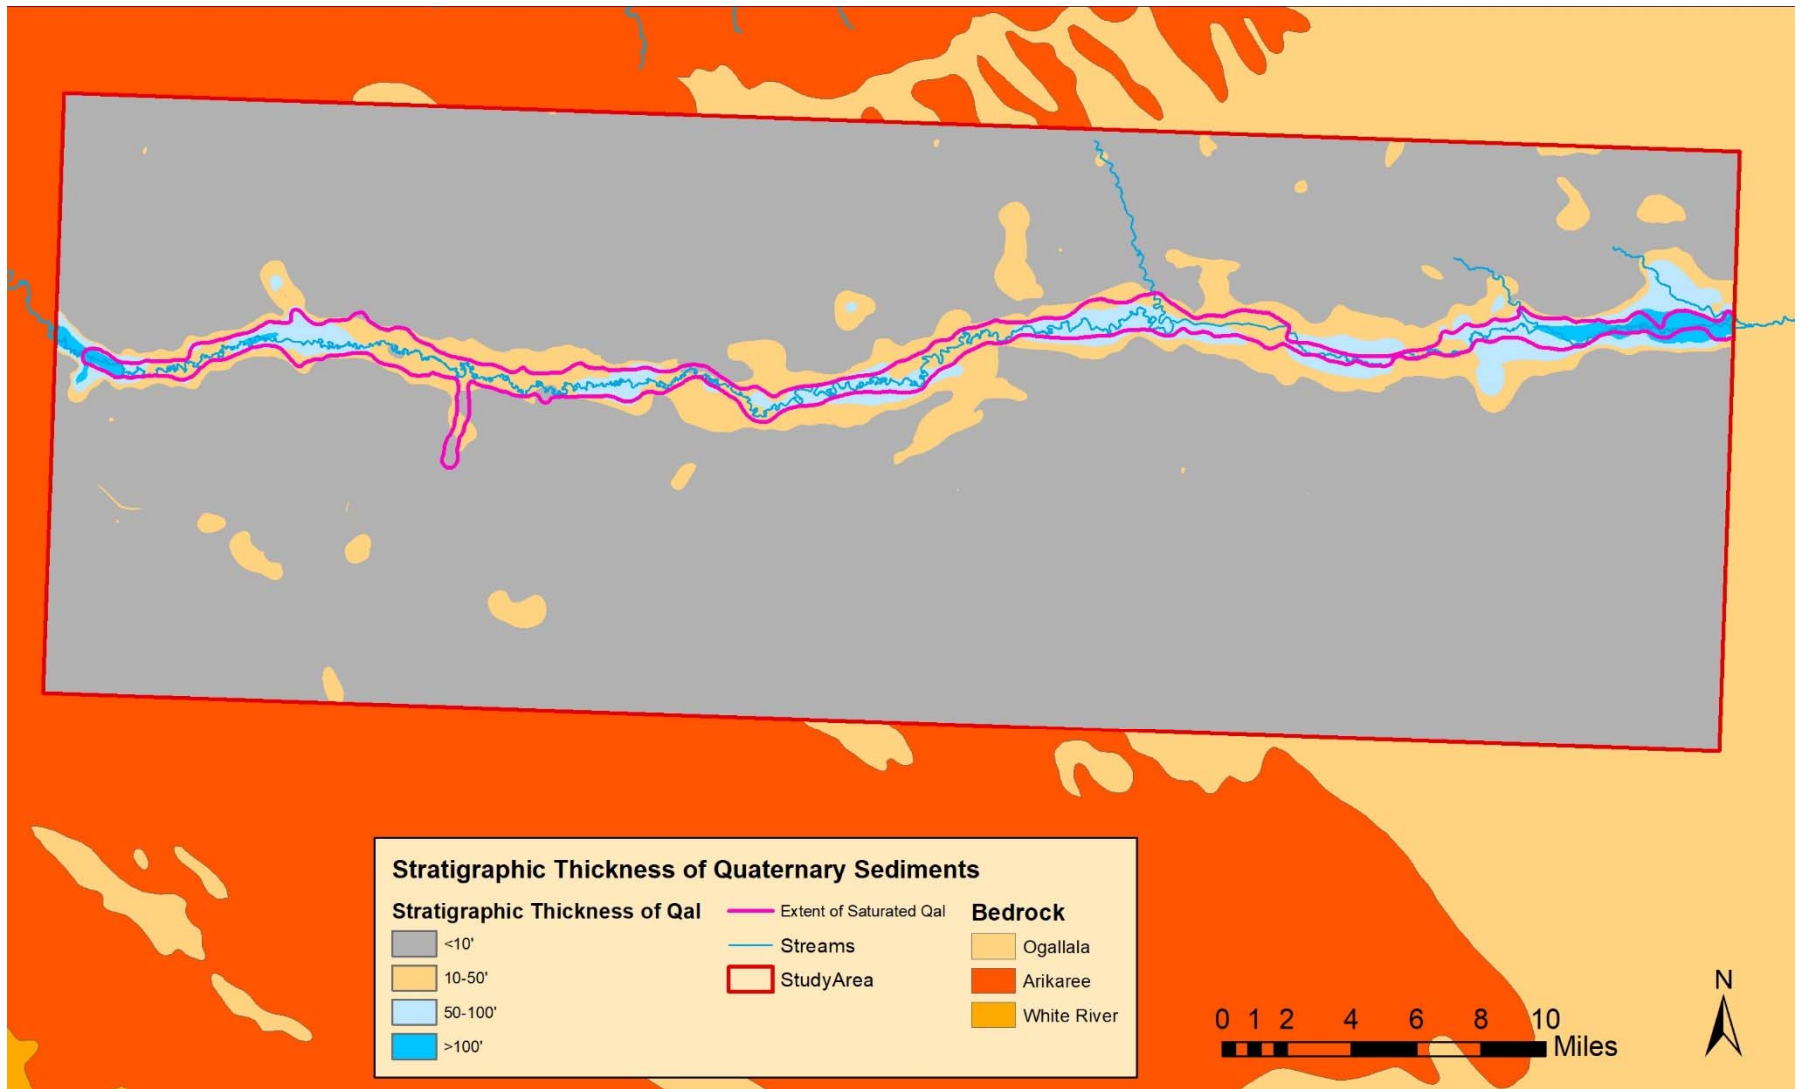 Stratigraphic Thickness of Quaternary Sediments
Stratigraphic Thickness of Qal
<10'
10-50'
50-100'
>100'
Extent of Saturated Qal
Streams
StudyArea
Bedrock
Ogallala
Arikaree
White River
0 1 2 4 6 8 10
Miles
N